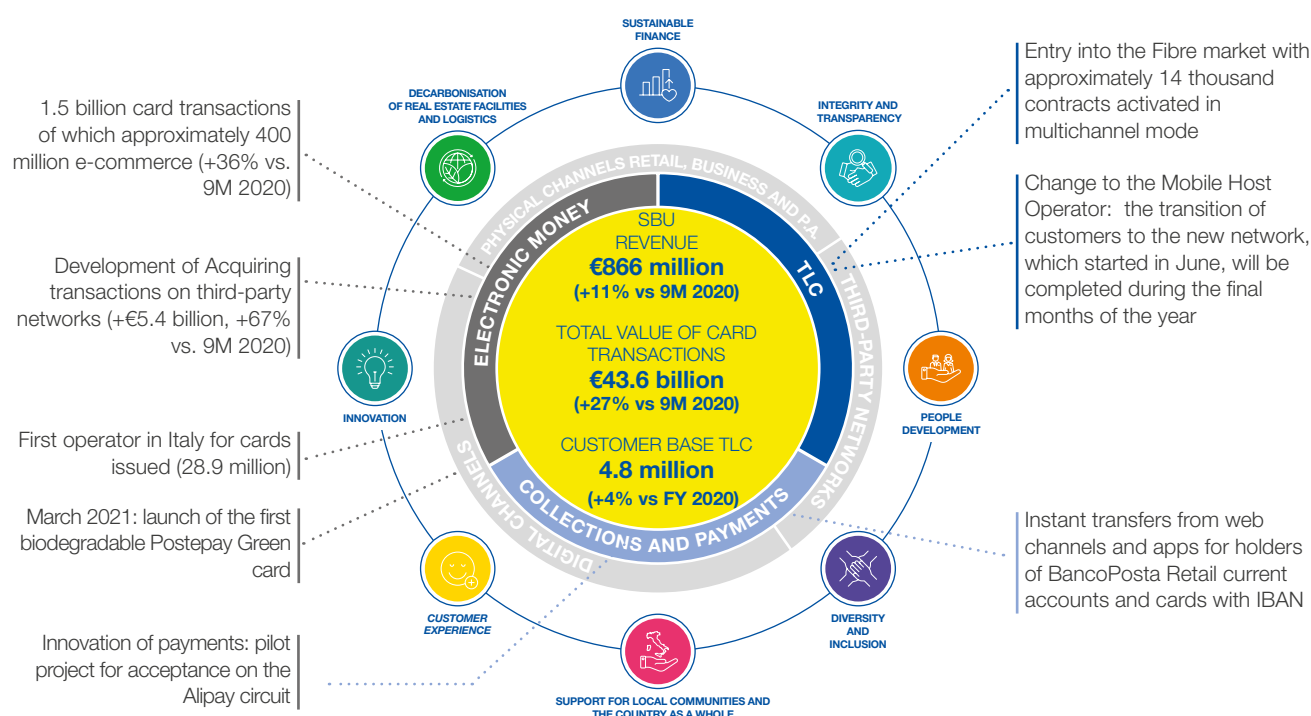 SUSTAINABLE
FINANCE
DECARBONISATION
OF REAL ESTATE FACILITIES
AND LOGISTICS
INTEGRITY AND
TRANSPARENCY
1.5 billion card transactions
of which approximately 400
million e-commerce (+36% vs.
9M 2020)
Development of Acquiring
transactions on third-party
networks (+€5.4 billion, +67%
vs. 9M 2020)
INNOVATION
First operator in Italy for cards
issued (28.9 million)
March 2021: launch of the first
biodegradable Postepay Green
card
CUSTOMER
EXPERIENCE
Innovation of payments: pilot
project for acceptance on the
Alipay circuit
PHYSICAL CHANNELS RETAIL, BUSINESS AND P.A.
THIRD-PARTY NETWORKS
DIGITAL CHANNELS
ELECTRONIC MONEY
TLC
COLLECTIONS AND PAYMENTS
SBU
REVENUE
€866 million
(+11% vs 9M 2020)
TOTAL VALUE OF CARD
TRANSACTIONS
€43.6 billion
(+27% vs 9M 2020)
CUSTOMER BASE TLC
4.8 million
(+4% vs FY 2020)
Entry into the Fibre market with
approximately 14 thousand
contracts activated in
multichannel mode
Change to the Mobile Host
Operator: the transition of
customers to the new network,
which started in June, will be
completed during the final
months of the year
PEOPLE
DEVELOPMENT
Instant transfers from web
channels and apps for holders
of BancoPosta Retail current
accounts and cards with IBAN
DIVERSITY
AND
INCLUSION
SUPPORT FOR LOCAL COMMUNITIES AND
THE COUNTRY AS A WHOLE